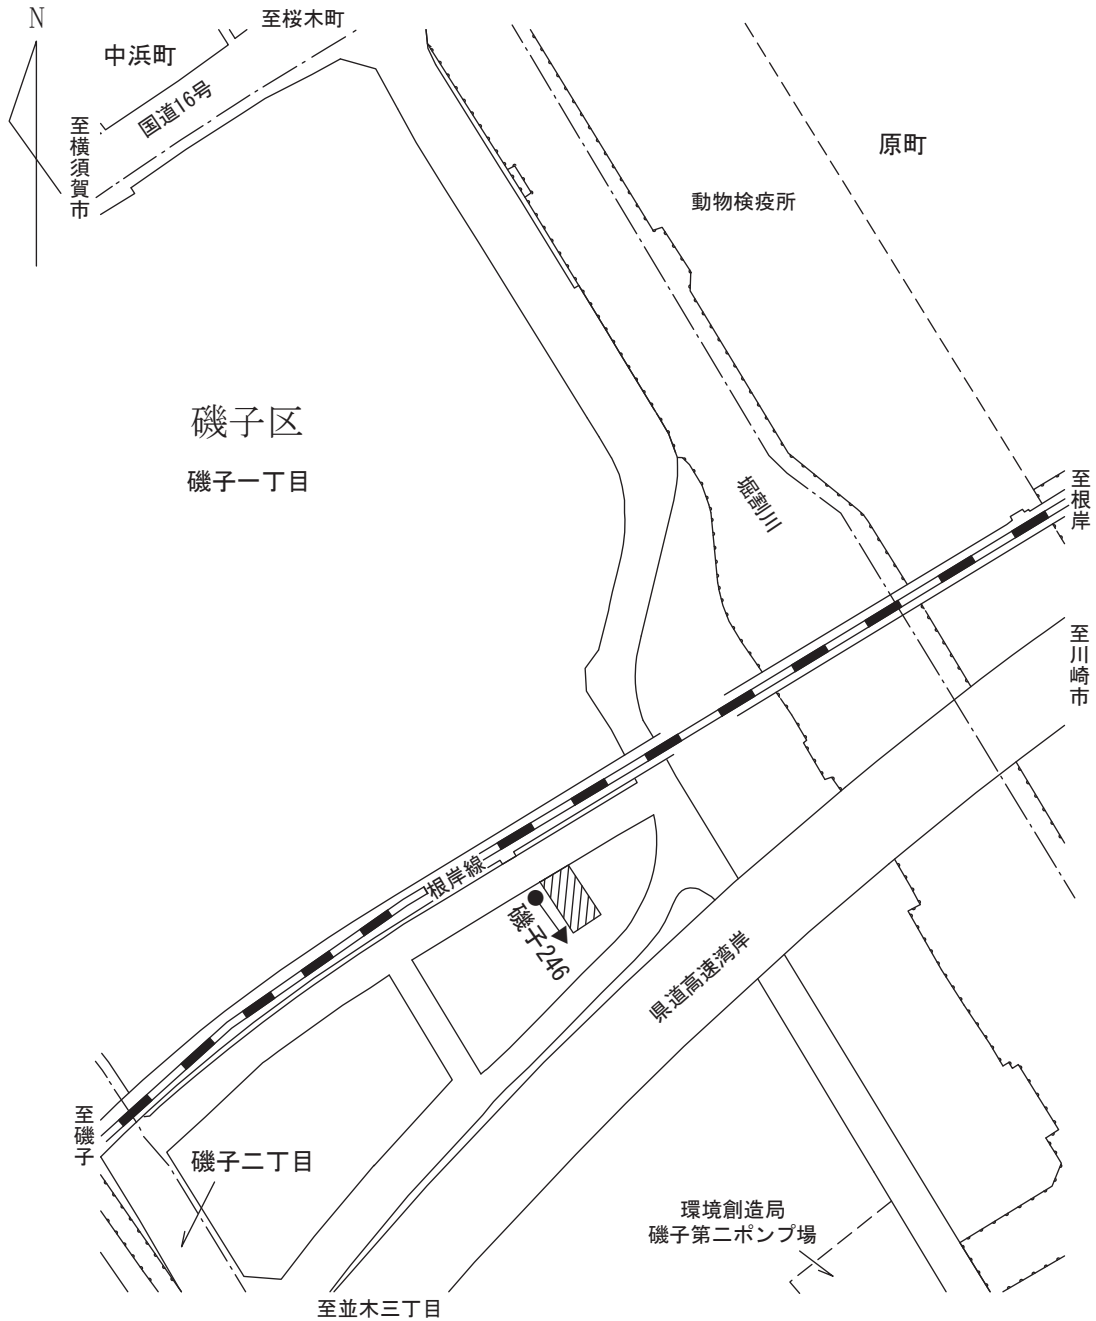 N
至桜木町
中浜町
国道16号
至横須賀市
原町
動物検疫所
磯子区
磯子一丁目
堀割川
至根岸
至川崎市
根岸線
磯子246
県道高速湾岸
至磯子
磯子二丁目
環境創造局
磯子第二ポンプ場
至並木三丁目